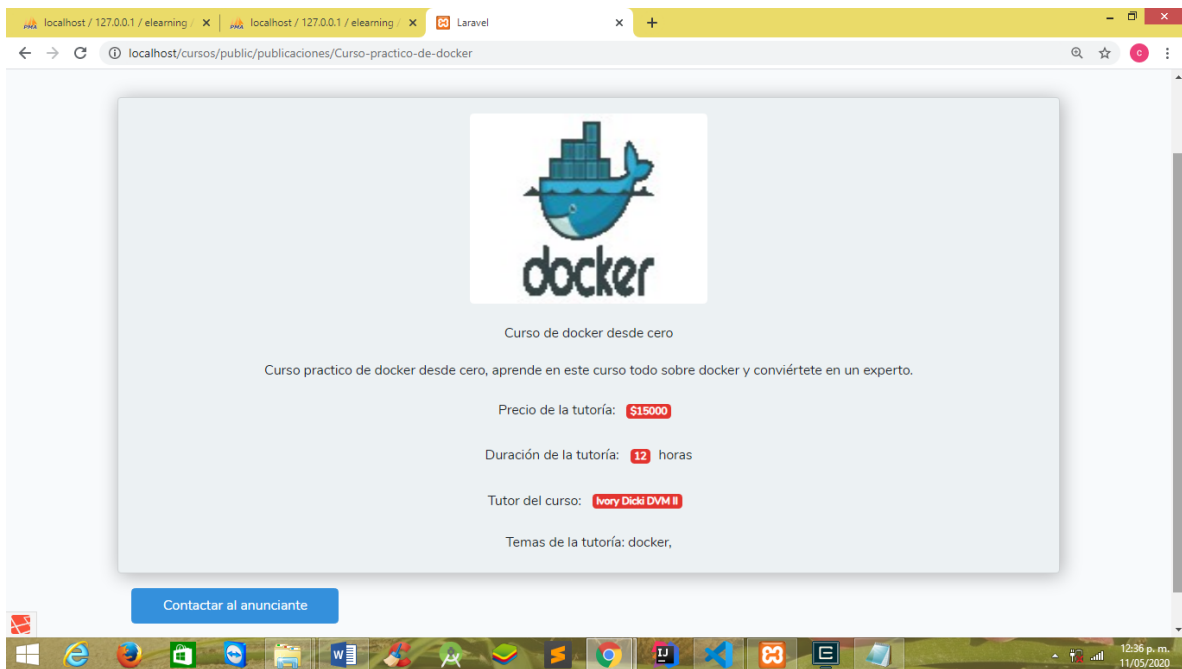 localhost / 127.0.0.1 / elearning /
localhost / 127.0.0.1 / elearning /
Laravel
localhost/cursos/public/publicaciones/Curso-practico-de-docker
c
docker
Curso de docker desde cero
Curso practico de docker desde cero, aprende en este curso todo sobre docker y conviértete en un experto.
Precio de la tutoría: $15000
Duración de la tutoría: 12 horas
Tutor del curso: Ivory Dicki DVM II
Temas de la tutoría: docker,
Contactar al anunciante
12:36 p. m.
11/05/2020